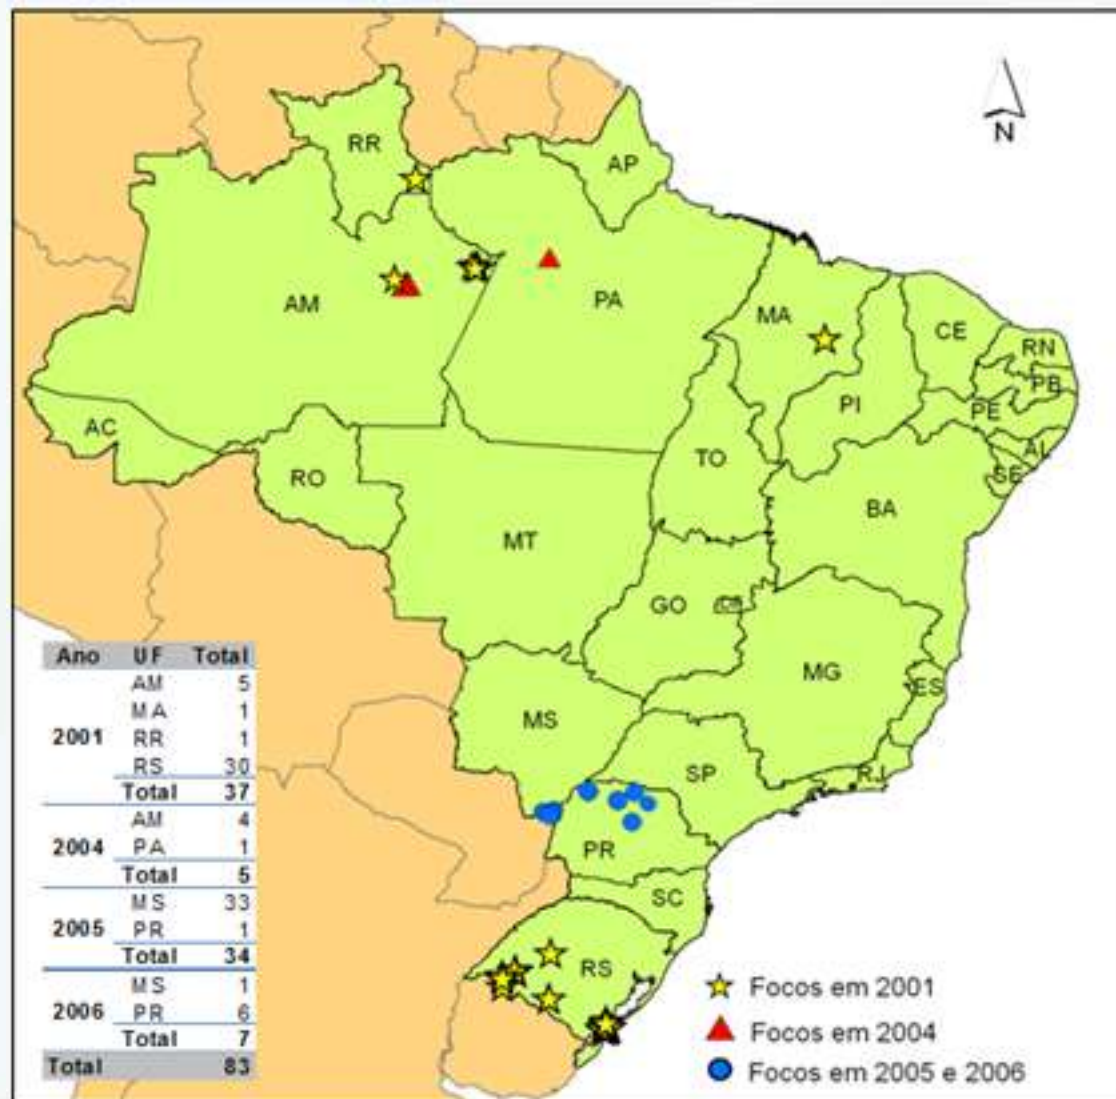 N
RR
AP
AM
PA
MA
CE
RN
PB
PE
PI
AL
SE
AC
RO
TO
BA
MT
GO
DF
MG
ES
MS
SP
RJ
PR
SC
RS
Ano UF Total
AM 5
MA 1
2001 RR 1
RS 30
Total 37
AM 4
2004 PA 1
Total 5
MS 33
2005 PR 1
Total 34
MS 1
2006 PR 6
Total 7
Total 83
Focos em 2001
Focos em 2004
Focos em 2005 e 2006